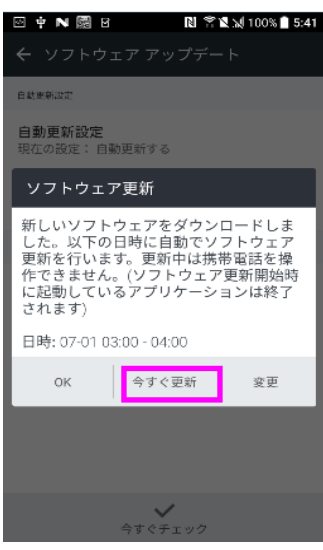 100% 5:41
ソフトウェア アップデート
自動更新設定
自動更新設定
現在の設定： 自動更新する
ソフトウェア更新
新しいソフトウェアをダウンロードしま
した。以下の日時に自動でソフトウェア
更新を行います。更新中は携帯電話を操
作できません。(ソフトウェア更新開始時
に起動しているアプリケーションは終了
されます)
日時: 07-01 03:00 - 04:00
OK 今すぐ更新 変更
今すぐチェック